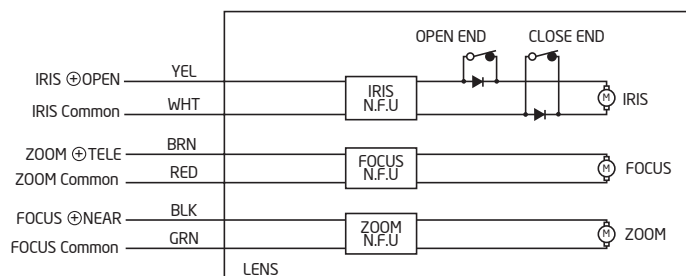 OPEN END CLOSE END
IRIS ⊕OPEN YEL
IRIS N.F.U
M IRIS
IRIS Common WHT
ZOOM ⊕TELE BRN
FOCUS N.F.U
M FOCUS
ZOOM Common RED
FOCUS ⊕NEAR BLK
ZOOM N.F.U
M ZOOM
FOCUS Common GRN
LENS